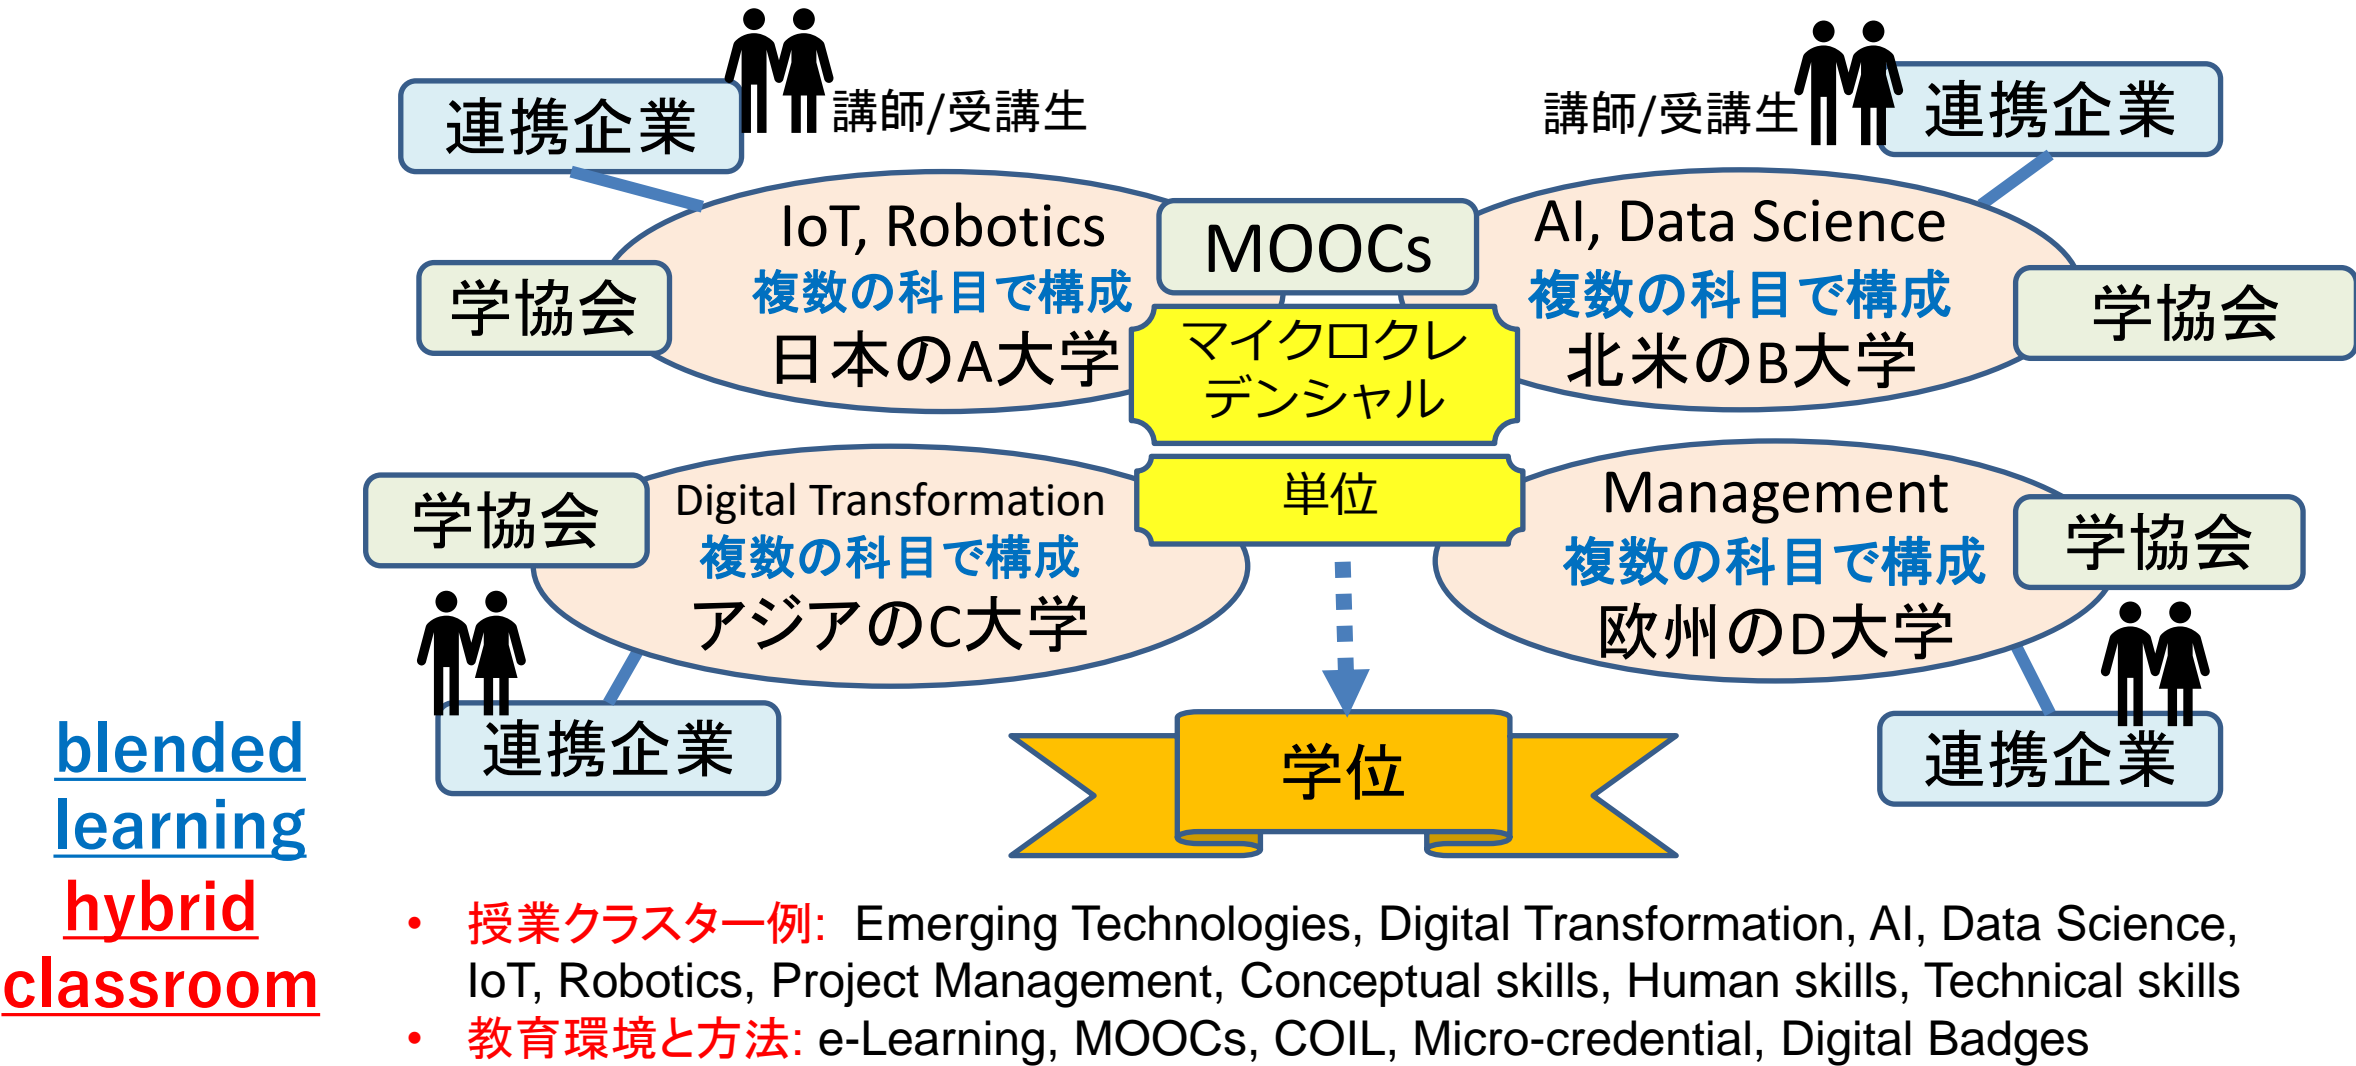 連携企業
講師/受講生
講師/受講生
連携企業
IoT, Robotics
複数の科目で構成
日本のA大学
学協会
MOOCs
AI, Data Science
複数の科目で構成
北米のB大学
学協会
マイクロクレ
デンシャル
単位
学協会
Digital Transformation
複数の科目で構成
アジアのC大学
連携企業
Management
複数の科目で構成
欧州のD大学
学協会
連携企業
学位
blended
learning
hybrid
classroom
• 授業クラスター例: Emerging Technologies, Digital Transformation, AI, Data Science,
IoT, Robotics, Project Management, Conceptual skills, Human skills, Technical skills
• 教育環境と方法: e-Learning, MOOCs, COIL, Micro-credential, Digital Badges